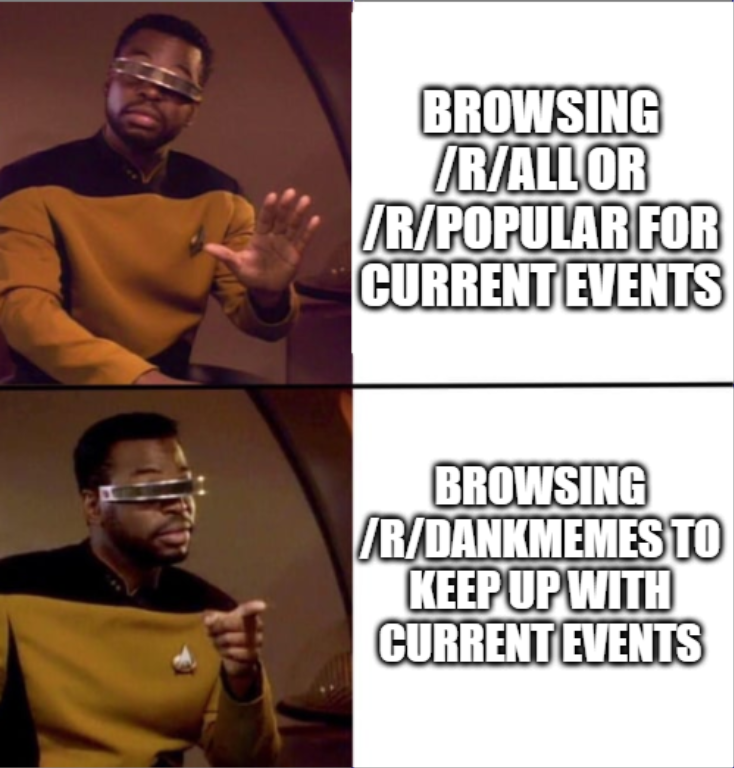 BROWSING
/R/ALL OR
/R/POPULAR FOR
CURRENT EVENTS
BROWSING
/R/DANKMEMES TO
KEEP UP WITH
CURRENT EVENTS